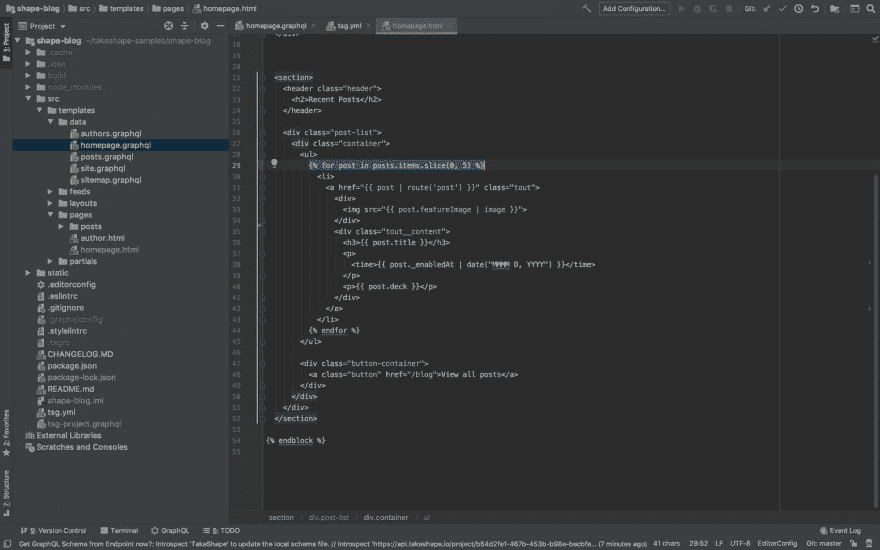 shape-blog src templates pages homepage.html
Add Configuration...
Git:
Project
homepage.graphql
tsg.yml
homepage.html
1: Project
shape-blog ~/takeshape-samples/shape-blog
.cache
.idea
build
node_modules
src
templates
data
authors.graphql
homepage.graphql
posts.graphql
site.graphql
sitemap.graphql
feeds
layouts
pages
posts
author.html
homepage.html
partials
static
.editorconfig
.eslintrc
.gitignore
.graphqlconfig
.stylelintrc
.tsgrc
CHANGELOG.MD
package.json
package-lock.json
README.md
shape-blog.iml
tsg.yml
tsg-project.graphql
External Libraries
Scratches and Consoles
2: Favorites
7: Structure
17 </div>
18
19
20
21 <section>
22 <header class="header">
23 <h2>Recent Posts</h2>
24 </header>
25
26 <div class="post-list">
27 <div class="container">
28 <ul>
29 {% for post in posts.items.slice(0, 5) %}
30 <li>
31 <a href="{{ post | route('post') }}" class="tout">
32 <div>
33 <img src="{{ post.featureImage | image }}">
34 </div>
35 <div class="tout__content">
36 <h3>{{ post.title }}</h3>
37 <p>
38 <time>{{ post._enabledAt | date("MMMM D, YYYY") }}</time>
39 </p>
40 <p>{{ post.deck }}</p>
41 </div>
42 </a>
43 </li>
44 {% endfor %}
45 </ul>
46
47 <div class="button-container">
48 <a class="button" href="/blog">View all posts</a>
49 </div>
50 </div>
51 </div>
52 </section>
53
54 {% endblock %}
55
section div.post-list div.container ul
9: Version Control Terminal GraphQL 6: TODO Event Log
Get GraphQL Schema from Endpoint now?: Introspect 'TakeShape' to update the local schema file. // Introspect 'https://api.takeshape.io/project/ (7 minutes ago) 41 chars 29:52 LF UTF-8 EditorConfig Git: master